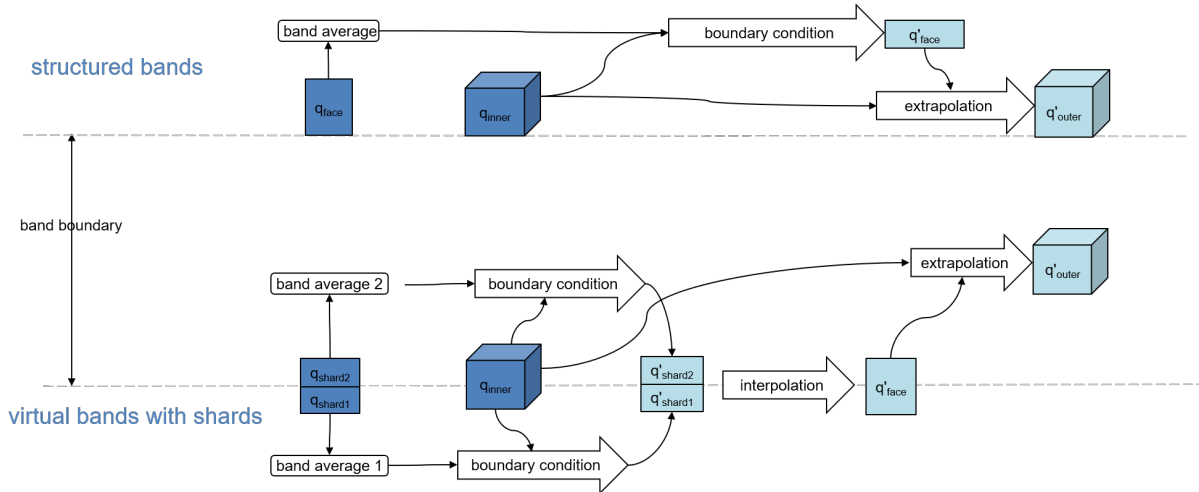 band average
boundary condition
q'face
structured bands
qface
qinner
extrapolation
q'outer
band boundary
extrapolation
q'outer
band average 2
boundary condition
qshard2
qinner
q'shard2
interpolation
q'face
qshard1
q'shard1
virtual bands with shards
band average 1
boundary condition